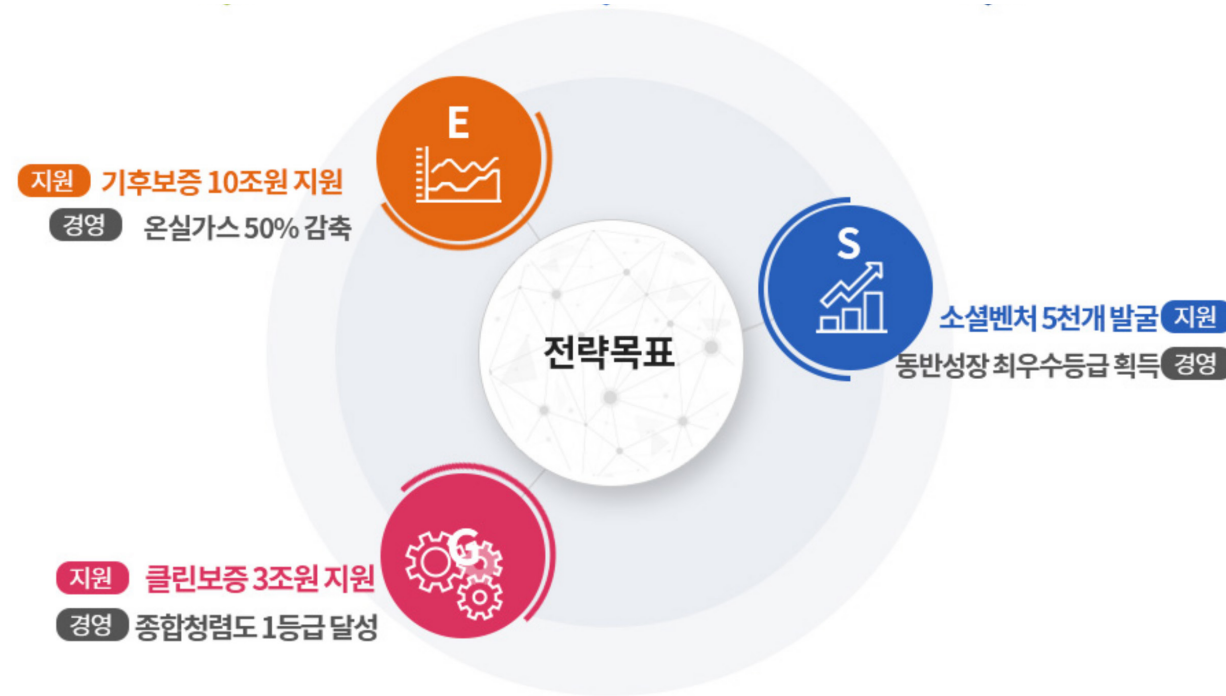 E
지원 기후보증 10조원 지원
경영 온실가스 50% 감축
S
소셜벤처 5천개 발굴 지원
동반성장 최우수등급 획득 경영
전략목표
G
지원 클린보증 3조원 지원
경영 종합청렴도 1등급 달성